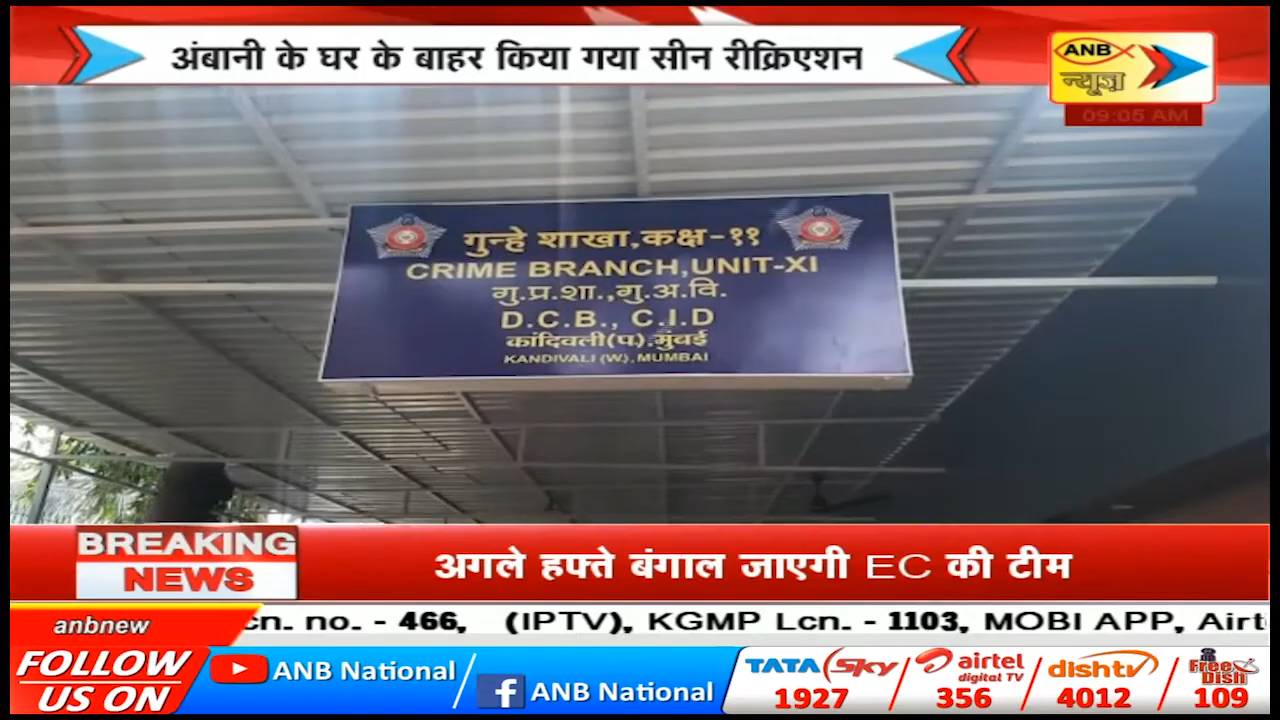 अंबानी के घर के बाहर किया गया सीन रीक्रिएशन
ANB
न्यूज़
09:05 AM
गुन्हे शाखा,कक्ष-११
CRIME BRANCH,UNIT-XI
गु.प्र.शा.,गु.अ.वि.
D.C.B., C.I.D
कांदिवली(प).मुंबई
KANDIVALI (W.), MUMBAI
BREAKING
NEWS
अगले हफ्ते बंगाल जाएगी EC की टीम
anbnew
cn. no. - 466, (IPTV), KGMP Lcn. - 1103, MOBI APP, Airt
FOLLOW
US ON
ANB National
f ANB National
TATA Sky
1927
airtel
digital TV
356
dishtv
4012
Free
Dish
109